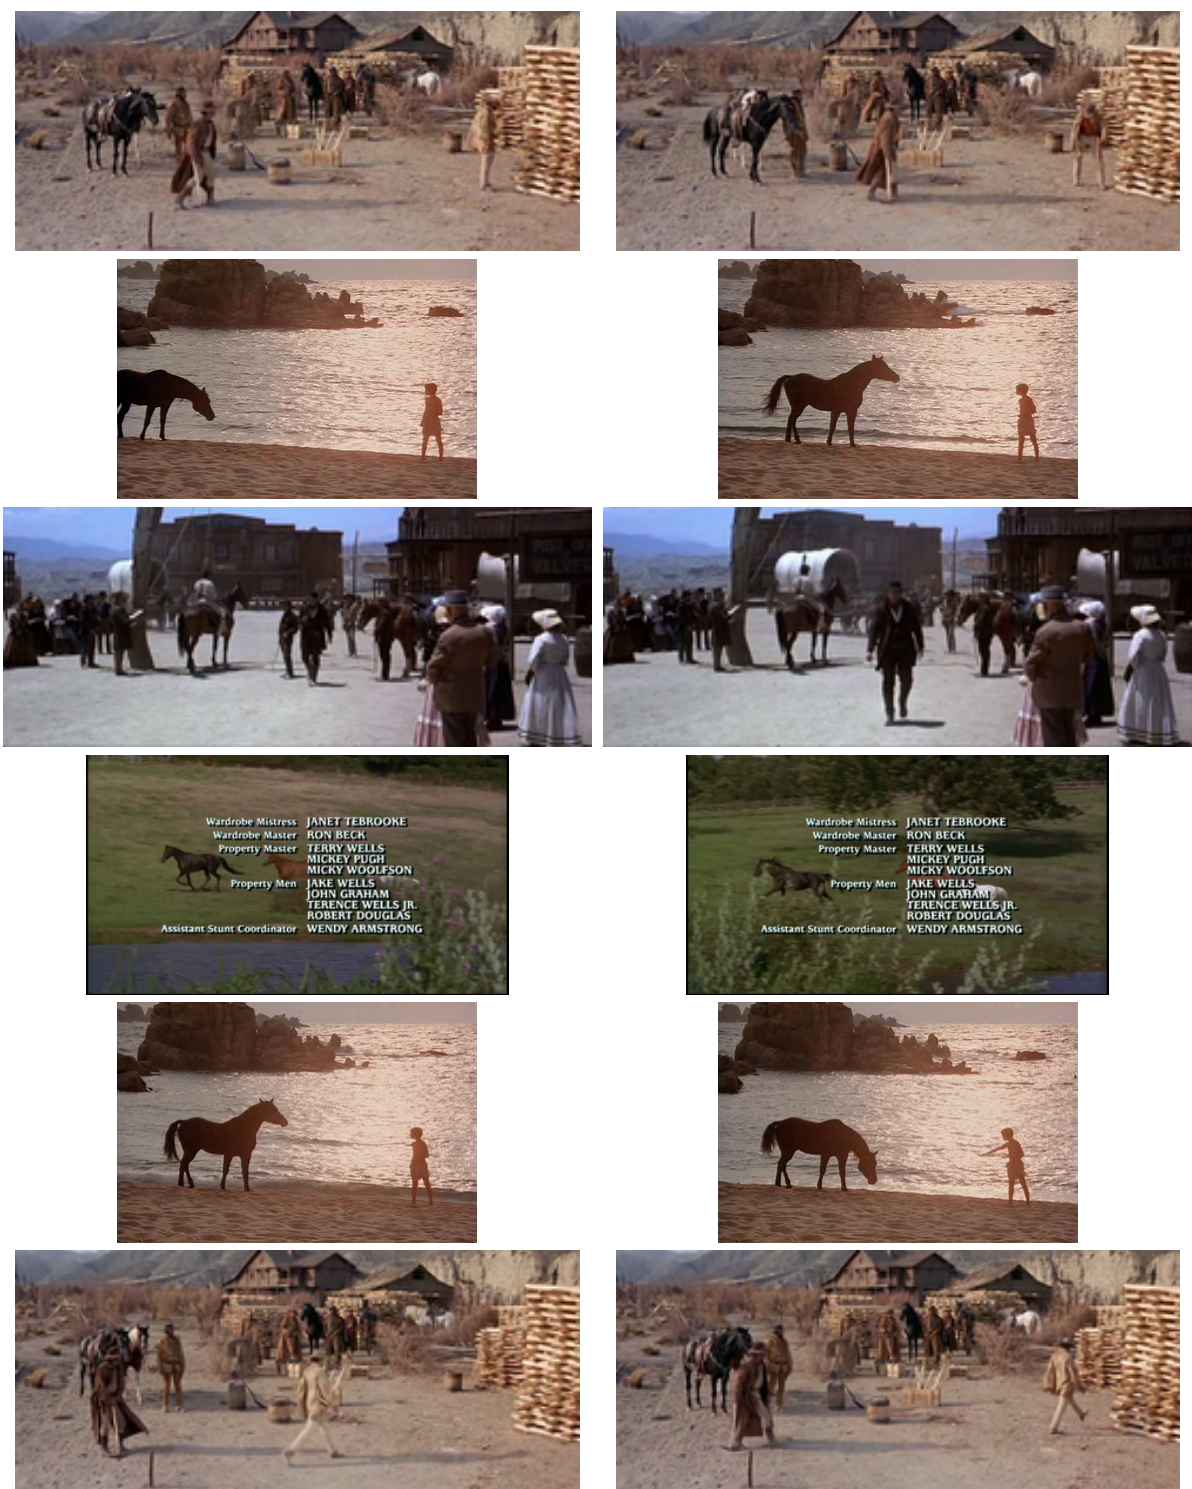 POST OF
VALVE
Wardrobe Mistress JANET TEBROOKE
Wardrobe Master RON BECK
Property Master TERRY WELLS
MICKEY PUGH
MICKY WOOLFSON
Property Men JAKE WELLS
JOHN GRAHAM
TERENCE WELLS JR.
ROBERT DOUGLAS
Assistant Stunt Coordinator WENDY ARMSTRONG
Wardrobe Mistress JANET TEBROOKE
Wardrobe Master RON BECK
Property Master TERRY WELLS
MICKEY PUGH
MICKY WOOLFSON
Property Men JAKE WELLS
JOHN GRAHAM
TERENCE WELLS JR.
ROBERT DOUGLAS
Assistant Stunt Coordinator WENDY ARMSTRONG